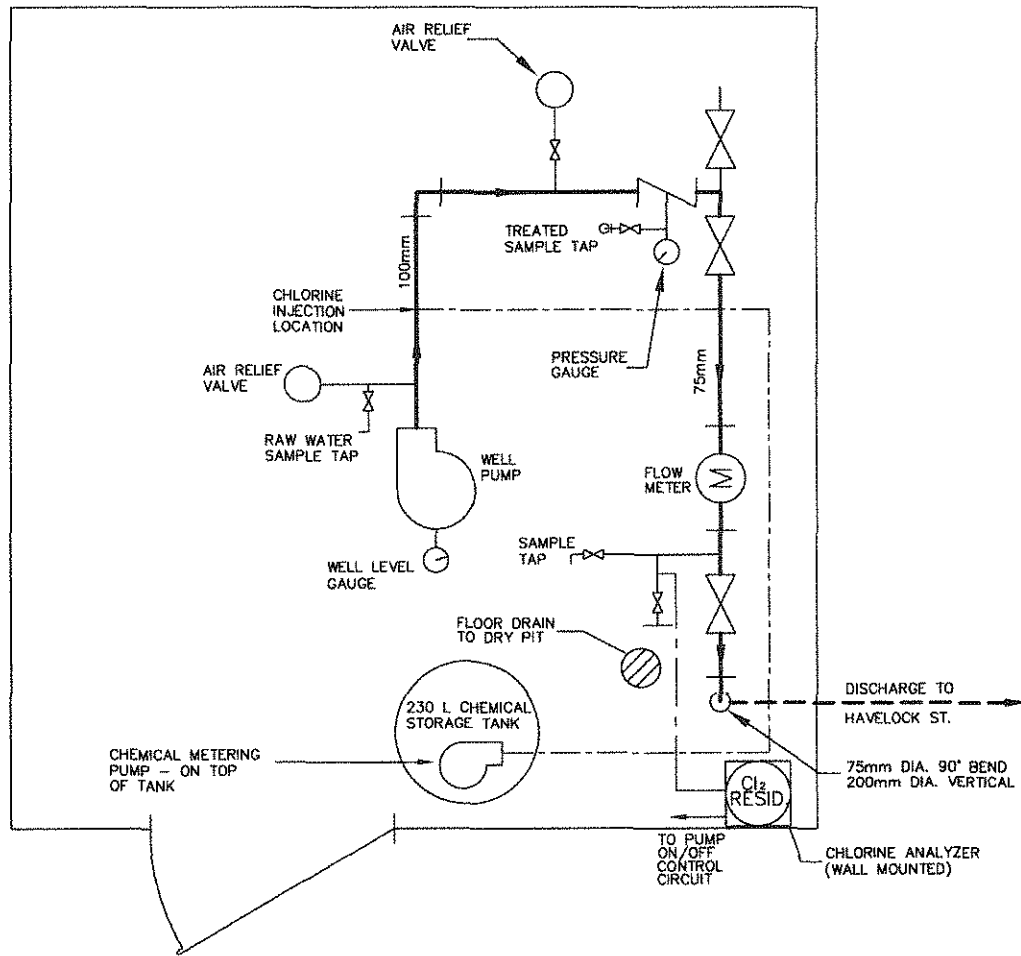 AIR RELIEF
VALVE
TREATED
SAMPLE TAP
100mm
CHLORINE
INJECTION
LOCATION
PRESSURE
GAUGE
75mm
AIR RELIEF
VALVE
RAW WATER
SAMPLE TAP
WELL
PUMP
FLOW
METER
M
WELL LEVEL
GAUGE
SAMPLE
TAP
FLOOR DRAIN
TO DRY PIT
230 L CHEMICAL
STORAGE TANK
DISCHARGE TO
HAVELOCK ST.
CHEMICAL METERING
PUMP – ON TOP
OF TANK
75mm DIA. 90° BEND
200mm DIA. VERTICAL
Cl₂
RESID.
TO PUMP
ON/OFF
CONTROL
CIRCUIT
CHLORINE ANALYZER
(WALL MOUNTED)